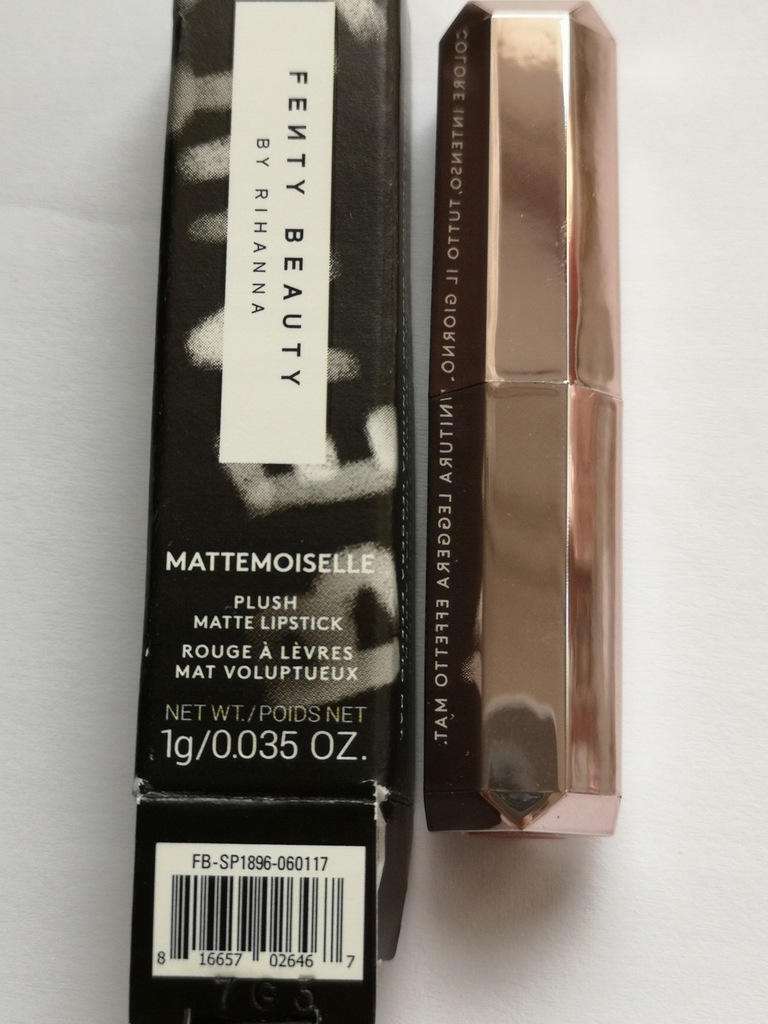 FENTY BEAUTY
BY RIHANNA
MATTEMOISELLE
PLUSH
MATTE LIPSTICK
ROUGE À LÈVRES
MAT VOLUPTUEUX
NET WT./POIDS NET
1g/0.035 OZ.
FB-SP1896-060117
8 16657 02646 7
COLORE INTENSO, TUTTO IL GIORNO.
LEGGERA EFFETTO MAT.